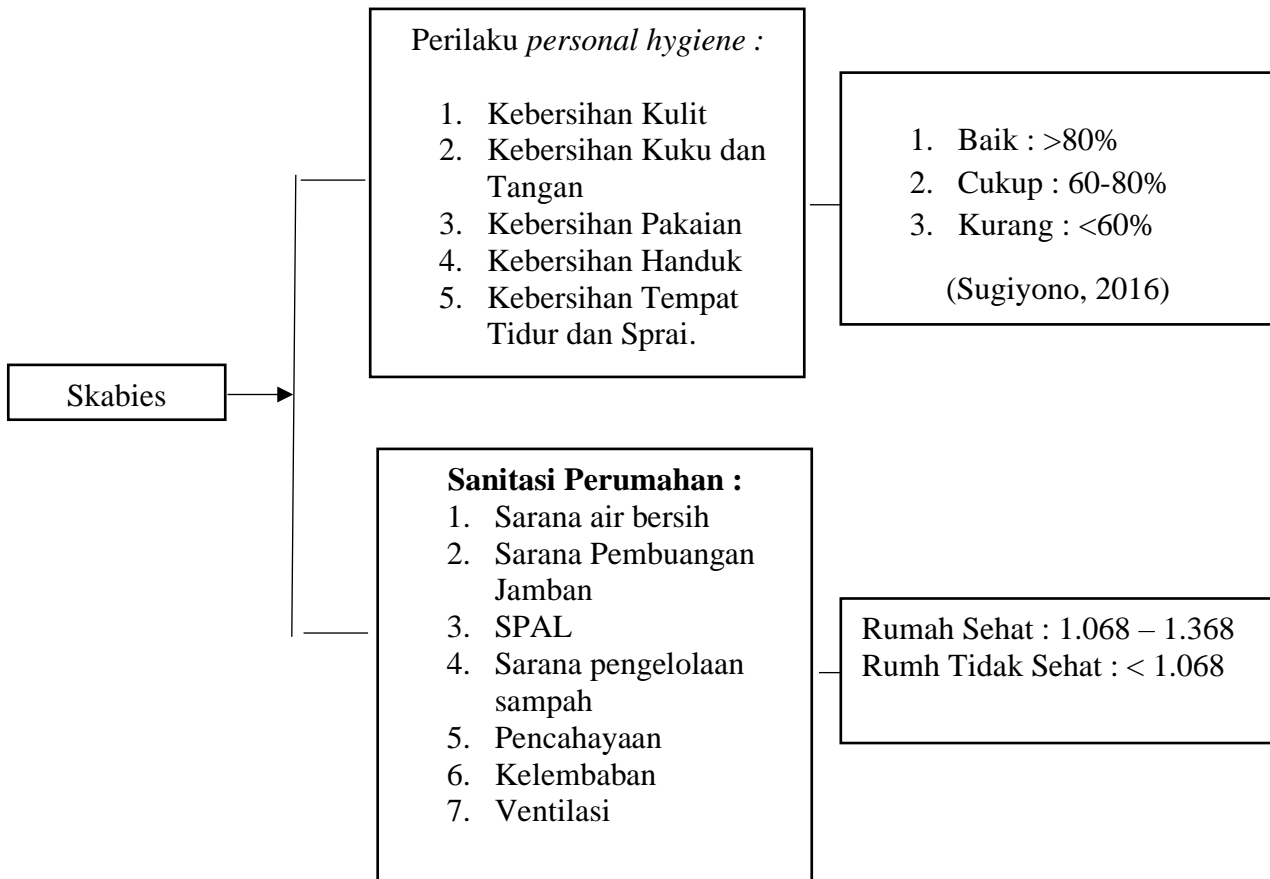 Perilaku personal hygiene :
1. Kebersihan Kulit
2. Kebersihan Kuku dan
Tangan
3. Kebersihan Pakaian
4. Kebersihan Handuk
5. Kebersihan Tempat
Tidur dan Sprai.
1. Baik : >80%
2. Cukup : 60-80%
3. Kurang : <60%
(Sugiyono, 2016)
Skabies
Sanitasi Perumahan :
1. Sarana air bersih
2. Sarana Pembuangan
Jamban
3. SPAL
4. Sarana pengelolaan
sampah
5. Pencahayaan
6. Kelembaban
7. Ventilasi
Rumah Sehat : 1.068 – 1.368
Rumh Tidak Sehat : < 1.068